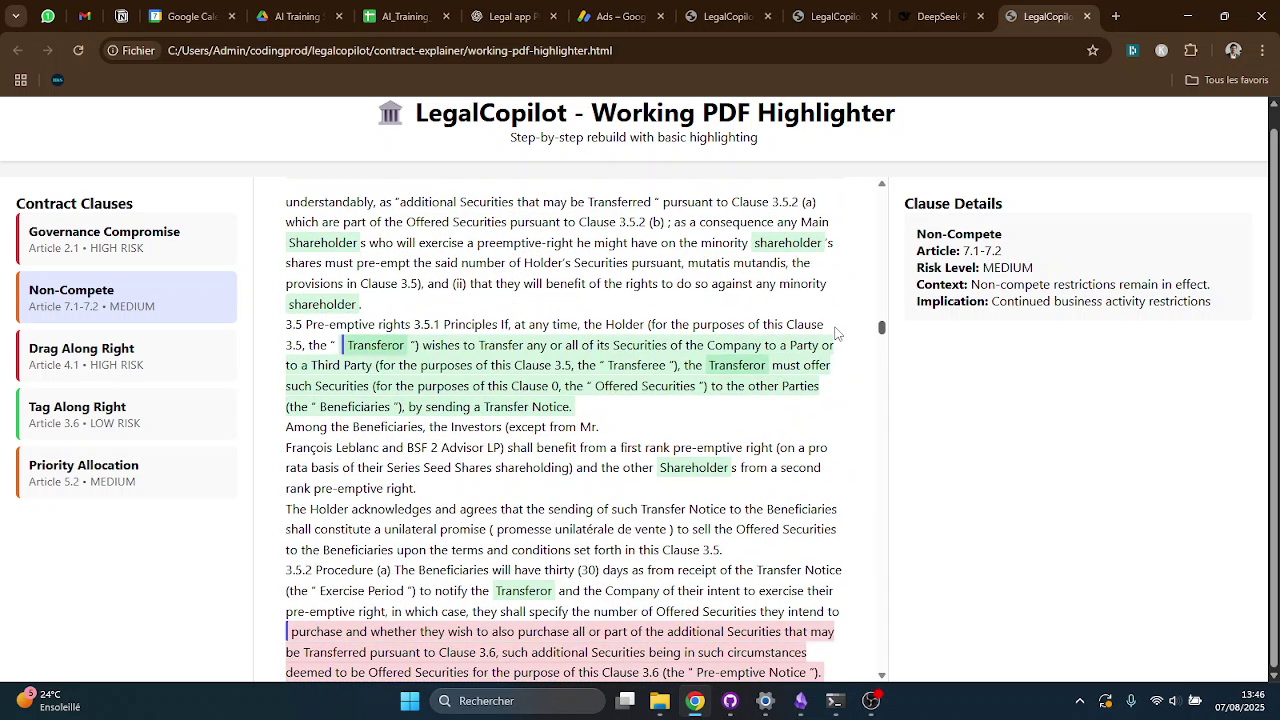 Google Cal
AI Training S
AI_Training_
Legal app P
Ads – Goog
LegalCopilo
LegalCopilo
DeepSeek
LegalCopilo
Fichier C:/Users/Admin/codingprod/legalcopilot/contract-explainer/working-pdf-highlighter.html
Tous les favoris
LegalCopilot - Working PDF Highlighter
Step-by-step rebuild with basic highlighting
Contract Clauses
Governance Compromise
Article 2.1 • HIGH RISK
Non-Compete
Article 7.1-7.2 • MEDIUM
Drag Along Right
Article 4.1 • HIGH RISK
Tag Along Right
Article 3.6 • LOW RISK
Priority Allocation
Article 5.2 • MEDIUM
understandably, as “additional Securities that may be Transferred ” pursuant to Clause 3.5.2 (a)
which are part of the Offered Securities pursuant to Clause 3.5.2 (b) ; as a consequence any Main
Shareholder s who will exercise a preemptive-right he might have on the minority shareholder ’s
shares must pre-empt the said number of Holder’s Securities pursuant, mutatis mutandis, the
provisions in Clause 3.5), and (ii) that they will benefit of the rights to do so against any minority
shareholder .
3.5 Pre-emptive rights 3.5.1 Principles If, at any time, the Holder (for the purposes of this Clause
3.5, the “ Transferor ”) wishes to Transfer any or all of its Securities of the Company to a Party or
to a Third Party (for the purposes of this Clause 3.5, the “ Transferee ”), the Transferor must offer
such Securities (for the purposes of this Clause 0, the “ Offered Securities ”) to the other Parties
(the “ Beneficiaries ”), by sending a Transfer Notice.
Among the Beneficiaries, the Investors (except from Mr.
François Leblanc and BSF 2 Advisor LP) shall benefit from a first rank pre-emptive right (on a pro
rata basis of their Series Seed Shares shareholding) and the other Shareholder s from a second
rank pre-emptive right.
The Holder acknowledges and agrees that the sending of such Transfer Notice to the Beneficiaries
shall constitute a unilateral promise ( promesse unilatérale de vente ) to sell the Offered Securities
to the Beneficiaries upon the terms and conditions set forth in this Clause 3.5.
3.5.2 Procedure (a) The Beneficiaries will have thirty (30) days as from receipt of the Transfer Notice
(the “ Exercise Period ”) to notify the Transferor and the Company of their intent to exercise their
pre-emptive right, in which case, they shall specify the number of Offered Securities they intend to
purchase and whether they wish to also purchase all or part of the additional Securities that may
be Transferred pursuant to Clause 3.6, such additional Securities being in such circumstances
deemed to be Offered Securities for the purpose of this Clause 3.6 (the “ Pre-emptive Notice ”).
Clause Details
Non-Compete
Article: 7.1-7.2
Risk Level: MEDIUM
Context: Non-compete restrictions remain in effect.
Implication: Continued business activity restrictions
5
24°C
Ensoleillé
Rechercher
13:46
07/08/2025